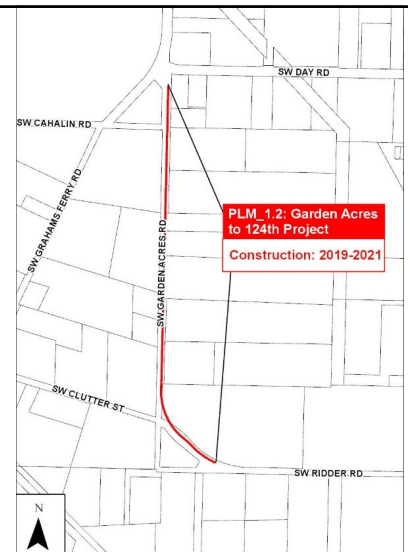 SW DAY RD
SW CAHALIN RD
SW GRAHAMS FERRY RD
PLM_1.2: Garden Acres
to 124th Project
Construction: 2019-2021
SW GARDEN ACRES RD
SW CLUTTER ST
SW RIDDER RD
N